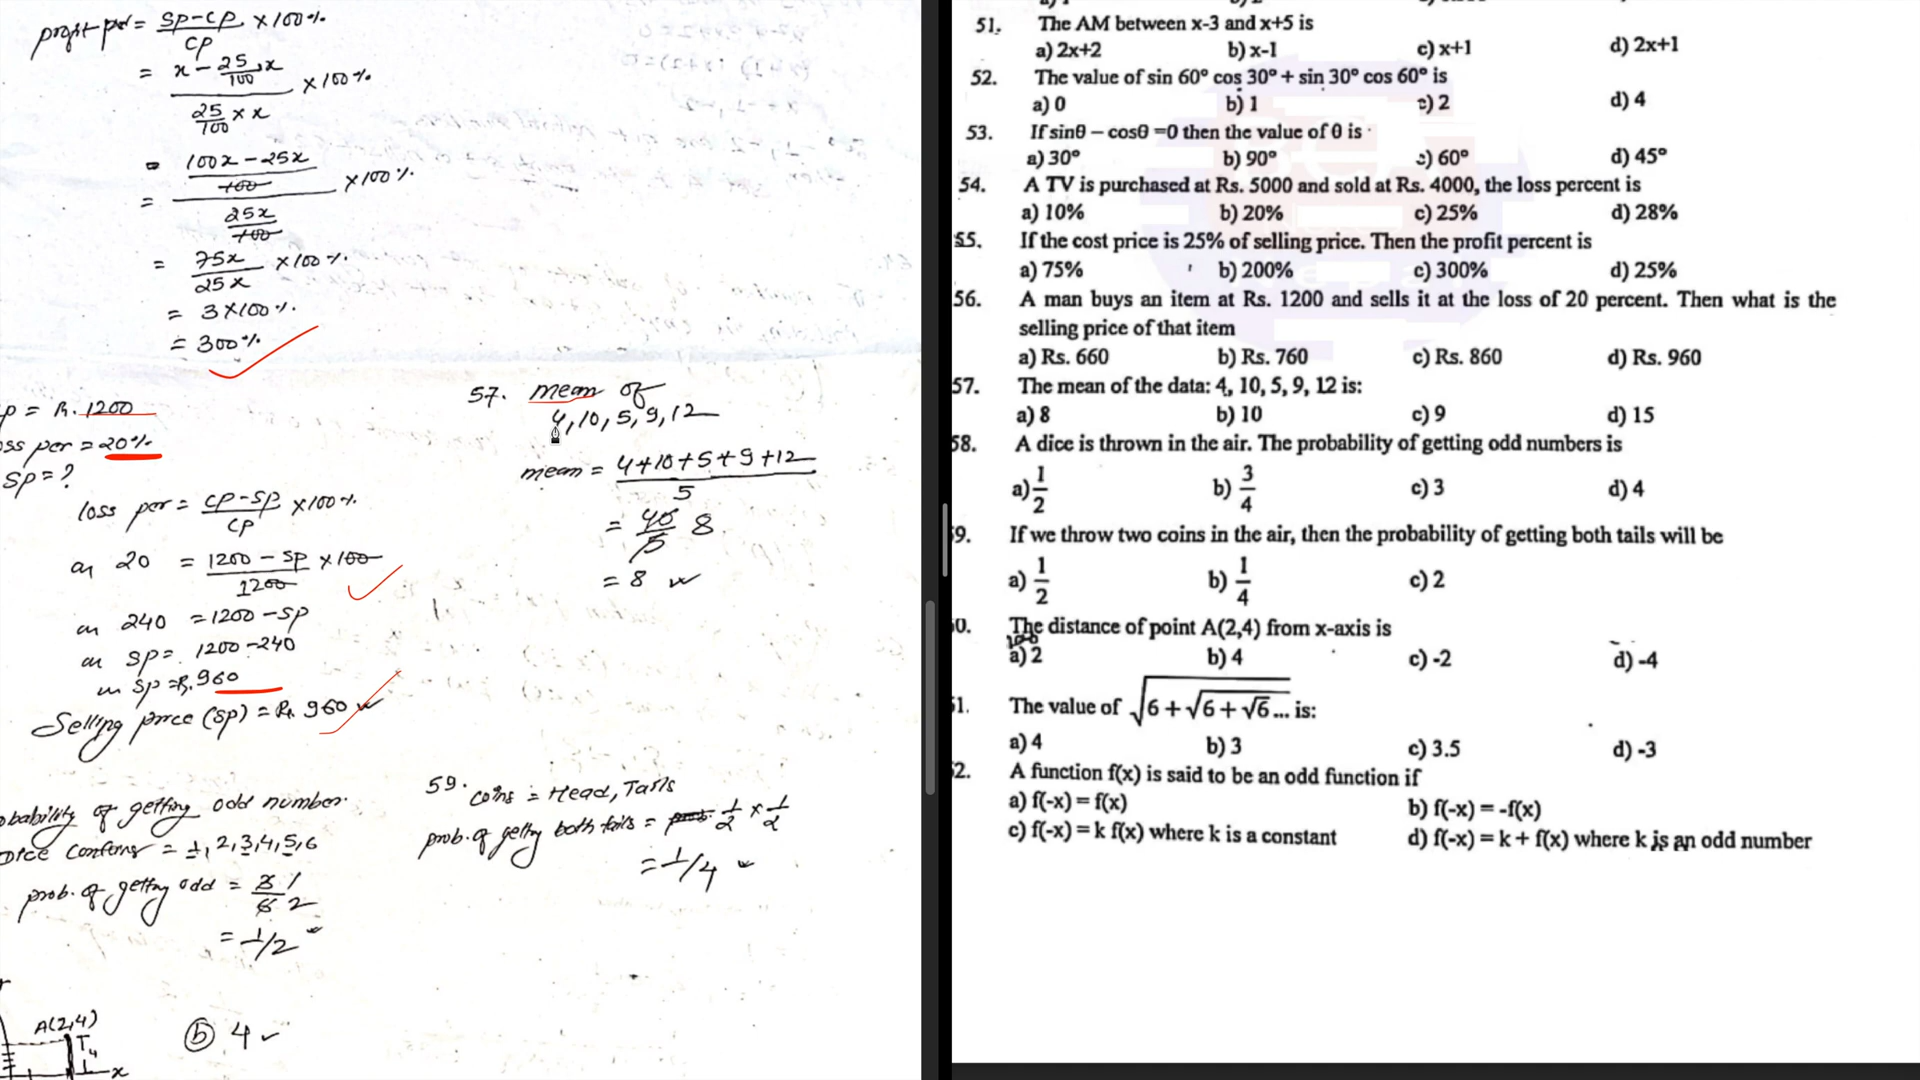 profit per = SP-CP/CP ×100%
= x - 25/100 ×x / 25/100 × x ×100%
= 100x-25x/100 / 25x/100 ×100%
= 75x/25x ×100%
= 3×100%
= 300%
P = Rs. 1200
oss per = 20%
SP=?
loss per = CP-SP/CP ×100%
or 20 = 1200-SP/1200 ×100
or 240 = 1200-SP
or SP = 1200-240
or SP = Rs. 960
Selling price (SP) = Rs. 960
57. mean of
4, 10, 5, 9, 12
mean = 4+10+5+9+12/5
= 40/5 8
= 8
obability of getting odd number.
Dice contains = 1, 2, 3, 4, 5, 6
prob. of getting odd = 3/6 1/2
= 1/2
59. coins = Head, Tails
prob. of getting both tails = 1/2 × 1/2
= 1/4
A(2,4)
4
x
(b) 4
51. The AM between x-3 and x+5 is
a) 2x+2 b) x-1 c) x+1 d) 2x+1
52. The value of sin 60° cos 30° + sin 30° cos 60° is
a) 0 b) 1 c) 2 d) 4
53. If sinθ – cosθ =0 then the value of θ is
a) 30° b) 90° c) 60° d) 45°
54. A TV is purchased at Rs. 5000 and sold at Rs. 4000, the loss percent is
a) 10% b) 20% c) 25% d) 28%
55. If the cost price is 25% of selling price. Then the profit percent is
a) 75% b) 200% c) 300% d) 25%
56. A man buys an item at Rs. 1200 and sells it at the loss of 20 percent. Then what is the
selling price of that item
a) Rs. 660 b) Rs. 760 c) Rs. 860 d) Rs. 960
57. The mean of the data: 4, 10, 5, 9, 12 is:
a) 8 b) 10 c) 9 d) 15
58. A dice is thrown in the air. The probability of getting odd numbers is
a) 1/2 b) 3/4 c) 3 d) 4
59. If we throw two coins in the air, then the probability of getting both tails will be
a) 1/2 b) 1/4 c) 2
60. The distance of point A(2,4) from x-axis is
a) 2 b) 4 c) -2 d) -4
61. The value of √6 + √6 + √6 ... is:
a) 4 b) 3 c) 3.5 d) -3
62. A function f(x) is said to be an odd function if
a) f(-x) = f(x) b) f(-x) = -f(x)
c) f(-x) = k f(x) where k is a constant d) f(-x) = k + f(x) where k is an odd number